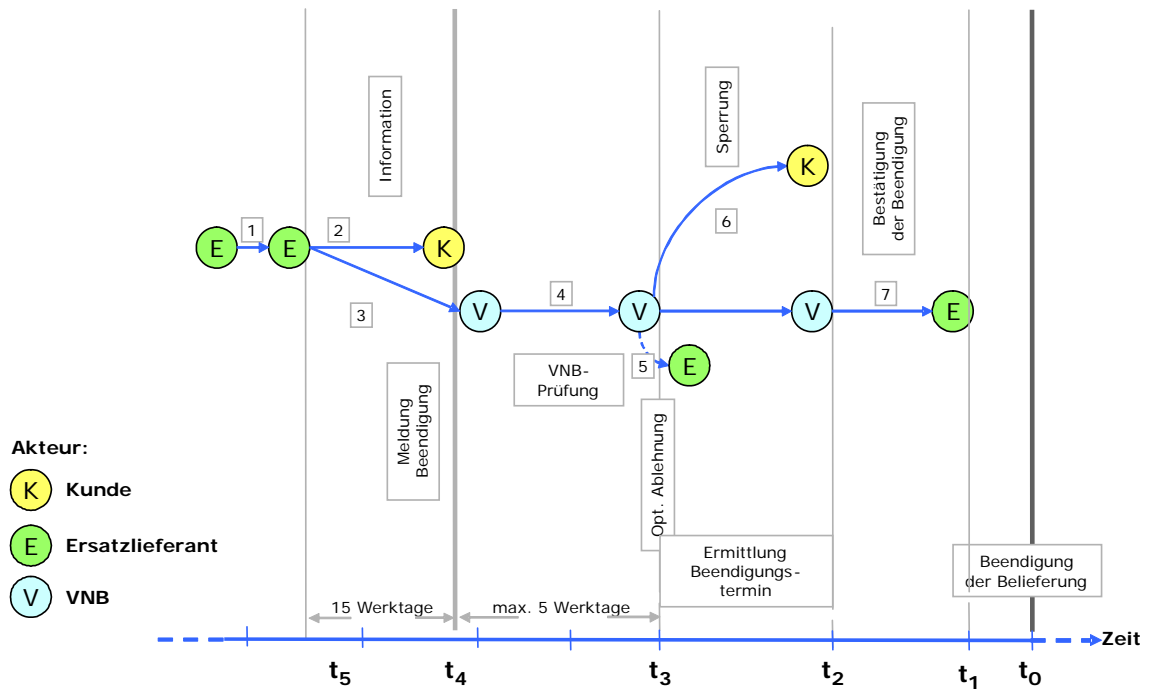 Information
Sperrung
Bestätigung
der Beendigung
K
6
1
2
E
E
K
4
7
3
V
V
V
E
5
E
VNB-
Prüfung
Meldung
Beendigung
Opt. Ablehnung
Akteur:
K Kunde
E Ersatzlieferant
V VNB
Ermittlung
Beendigungs-
termin
Beendigung
der Belieferung
15 Werktage
max. 5 Werktage
Zeit
t5
t4
t3
t2
t1
t0